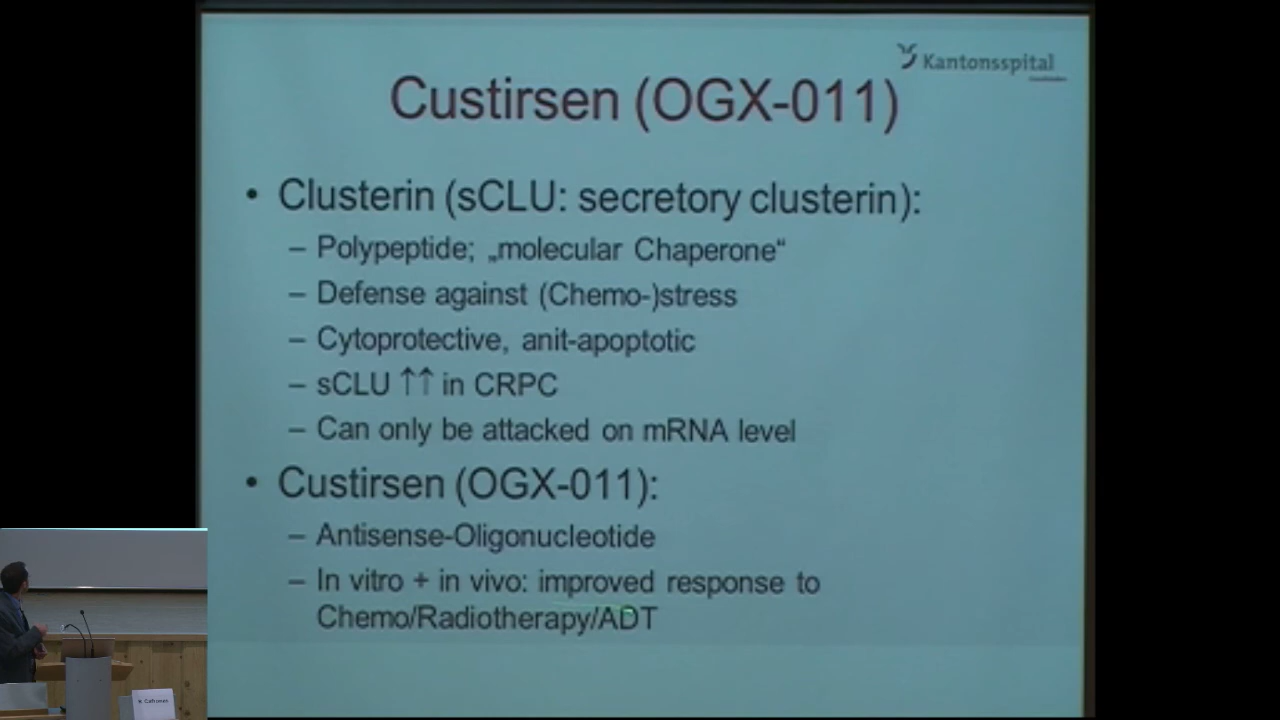 Kantonsspital
Custirsen (OGX-011)
• Clusterin (sCLU: secretory clusterin):
– Polypeptide; „molecular Chaperone“
– Defense against (Chemo-)stress
– Cytoprotective, anit-apoptotic
– sCLU ↑↑ in CRPC
– Can only be attacked on mRNA level
• Custirsen (OGX-011):
– Antisense-Oligonucleotide
– In vitro + in vivo: improved response to
Chemo/Radiotherapy/ADT